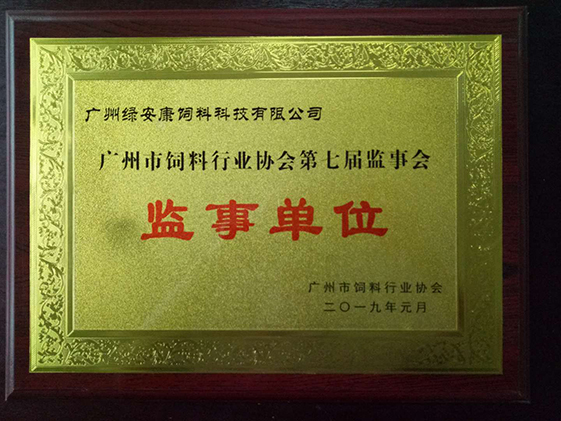 广州绿安康饲料科技有限公司
广州市饲料行业协会第七届监事会
监事单位
广州市饲料行业协会
二〇一九年元月